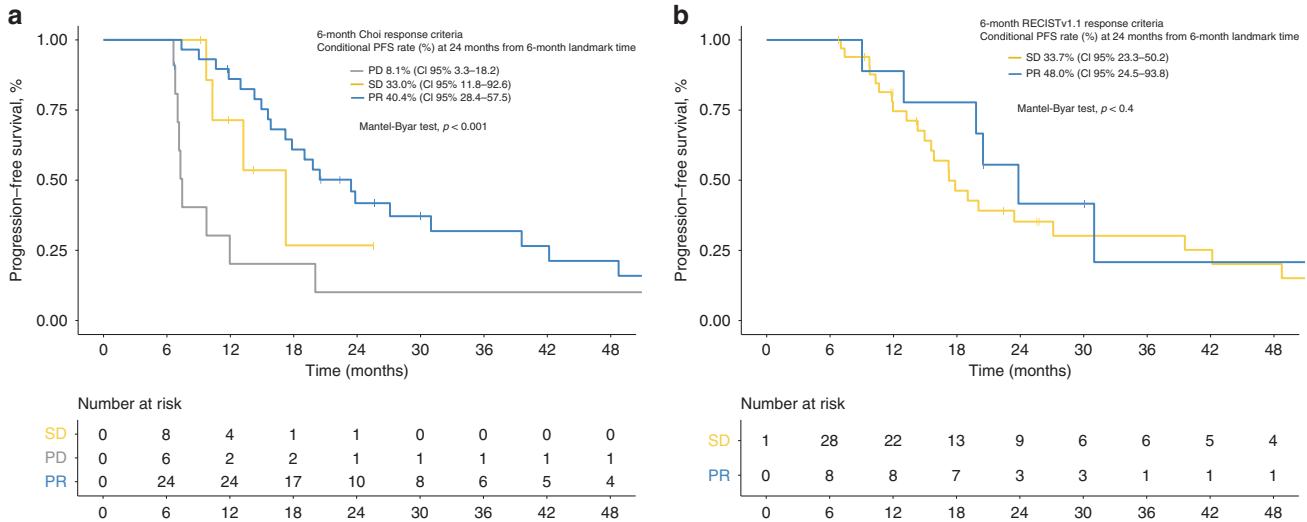 a
6-month Choi response criteria
Conditional PFS rate (%) at 24 months from 6-month landmark time
PD 8.1% (CI 95% 3.3–18.2)
SD 33.0% (CI 95% 11.8–92.6)
PR 40.4% (CI 95% 28.4–57.5)
Mantel-Byar test, p < 0.001
Progression–free survival, %
1.00
0.75
0.50
0.25
0.00
0 6 12 18 24 30 36 42 48
Time (months)
Number at risk
SD 0 8 4 1 1 0 0 0 0
PD 0 6 2 2 1 1 1 1 1
PR 0 24 24 17 10 8 6 5 4
0 6 12 18 24 30 36 42 48
b
6-month RECISTv1.1 response criteria
Conditional PFS rate (%) at 24 months from 6-month landmark time
SD 33.7% (CI 95% 23.3–50.2)
PR 48.0% (CI 95% 24.5–93.8)
Mantel-Byar test, p < 0.4
Progression–free survival, %
1.00
0.75
0.50
0.25
0.00
0 6 12 18 24 30 36 42 48
Time (months)
Number at risk
SD 1 28 22 13 9 6 6 5 4
PR 0 8 8 7 3 3 1 1 1
0 6 12 18 24 30 36 42 48